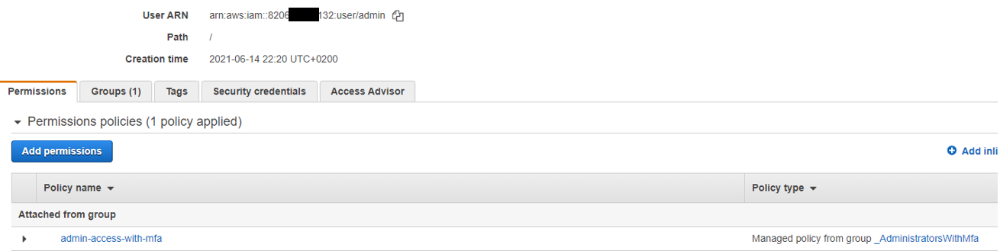 User ARN arn:aws:iam::8206 132:user/admin
Path /
Creation time 2021-06-14 22:20 UTC+0200
Permissions Groups (1) Tags Security credentials Access Advisor
Permissions policies (1 policy applied)
Add permissions Add inli
Policy name Policy type
Attached from group
admin-access-with-mfa Managed policy from group _AdministratorsWithMfa